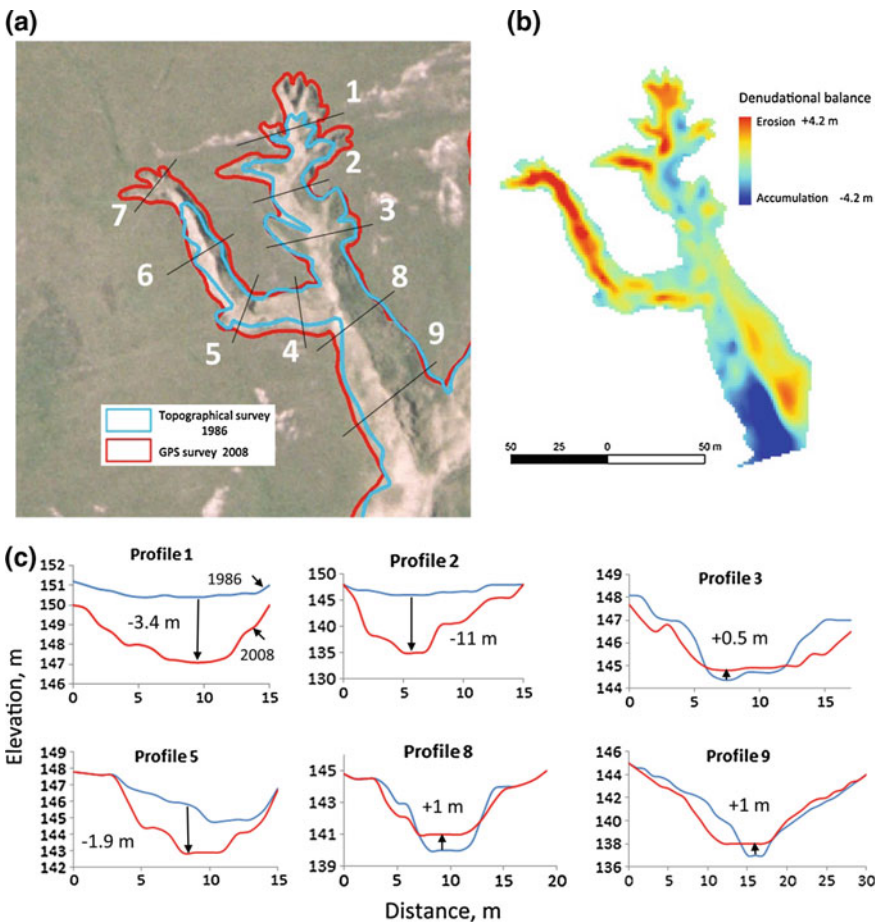 (a)
1
2
3
7
6
8
5
4
9
Topographical survey
1986
GPS survey 2008
(b)
Denudational balance
Erosion +4.2 m
Accumulation -4.2 m
50 25 0 50 m
(c)
Elevation, m
Profile 1
152
151
150
149
148
147
146
0 5 10 15
1986
-3.4 m
2008
Profile 2
150
145
140
135
130
0 5 10 15
-11 m
Profile 3
149
148
147
146
145
144
0 5 10 15
+0.5 m
Profile 5
149
148
147
146
145
144
143
142
0 5 10 15
-1.9 m
Profile 8
145
143
141
139
0 5 10 15 20
+1 m
Profile 9
146
144
142
140
138
136
0 5 10 15 20 25 30
+1 m
Distance, m